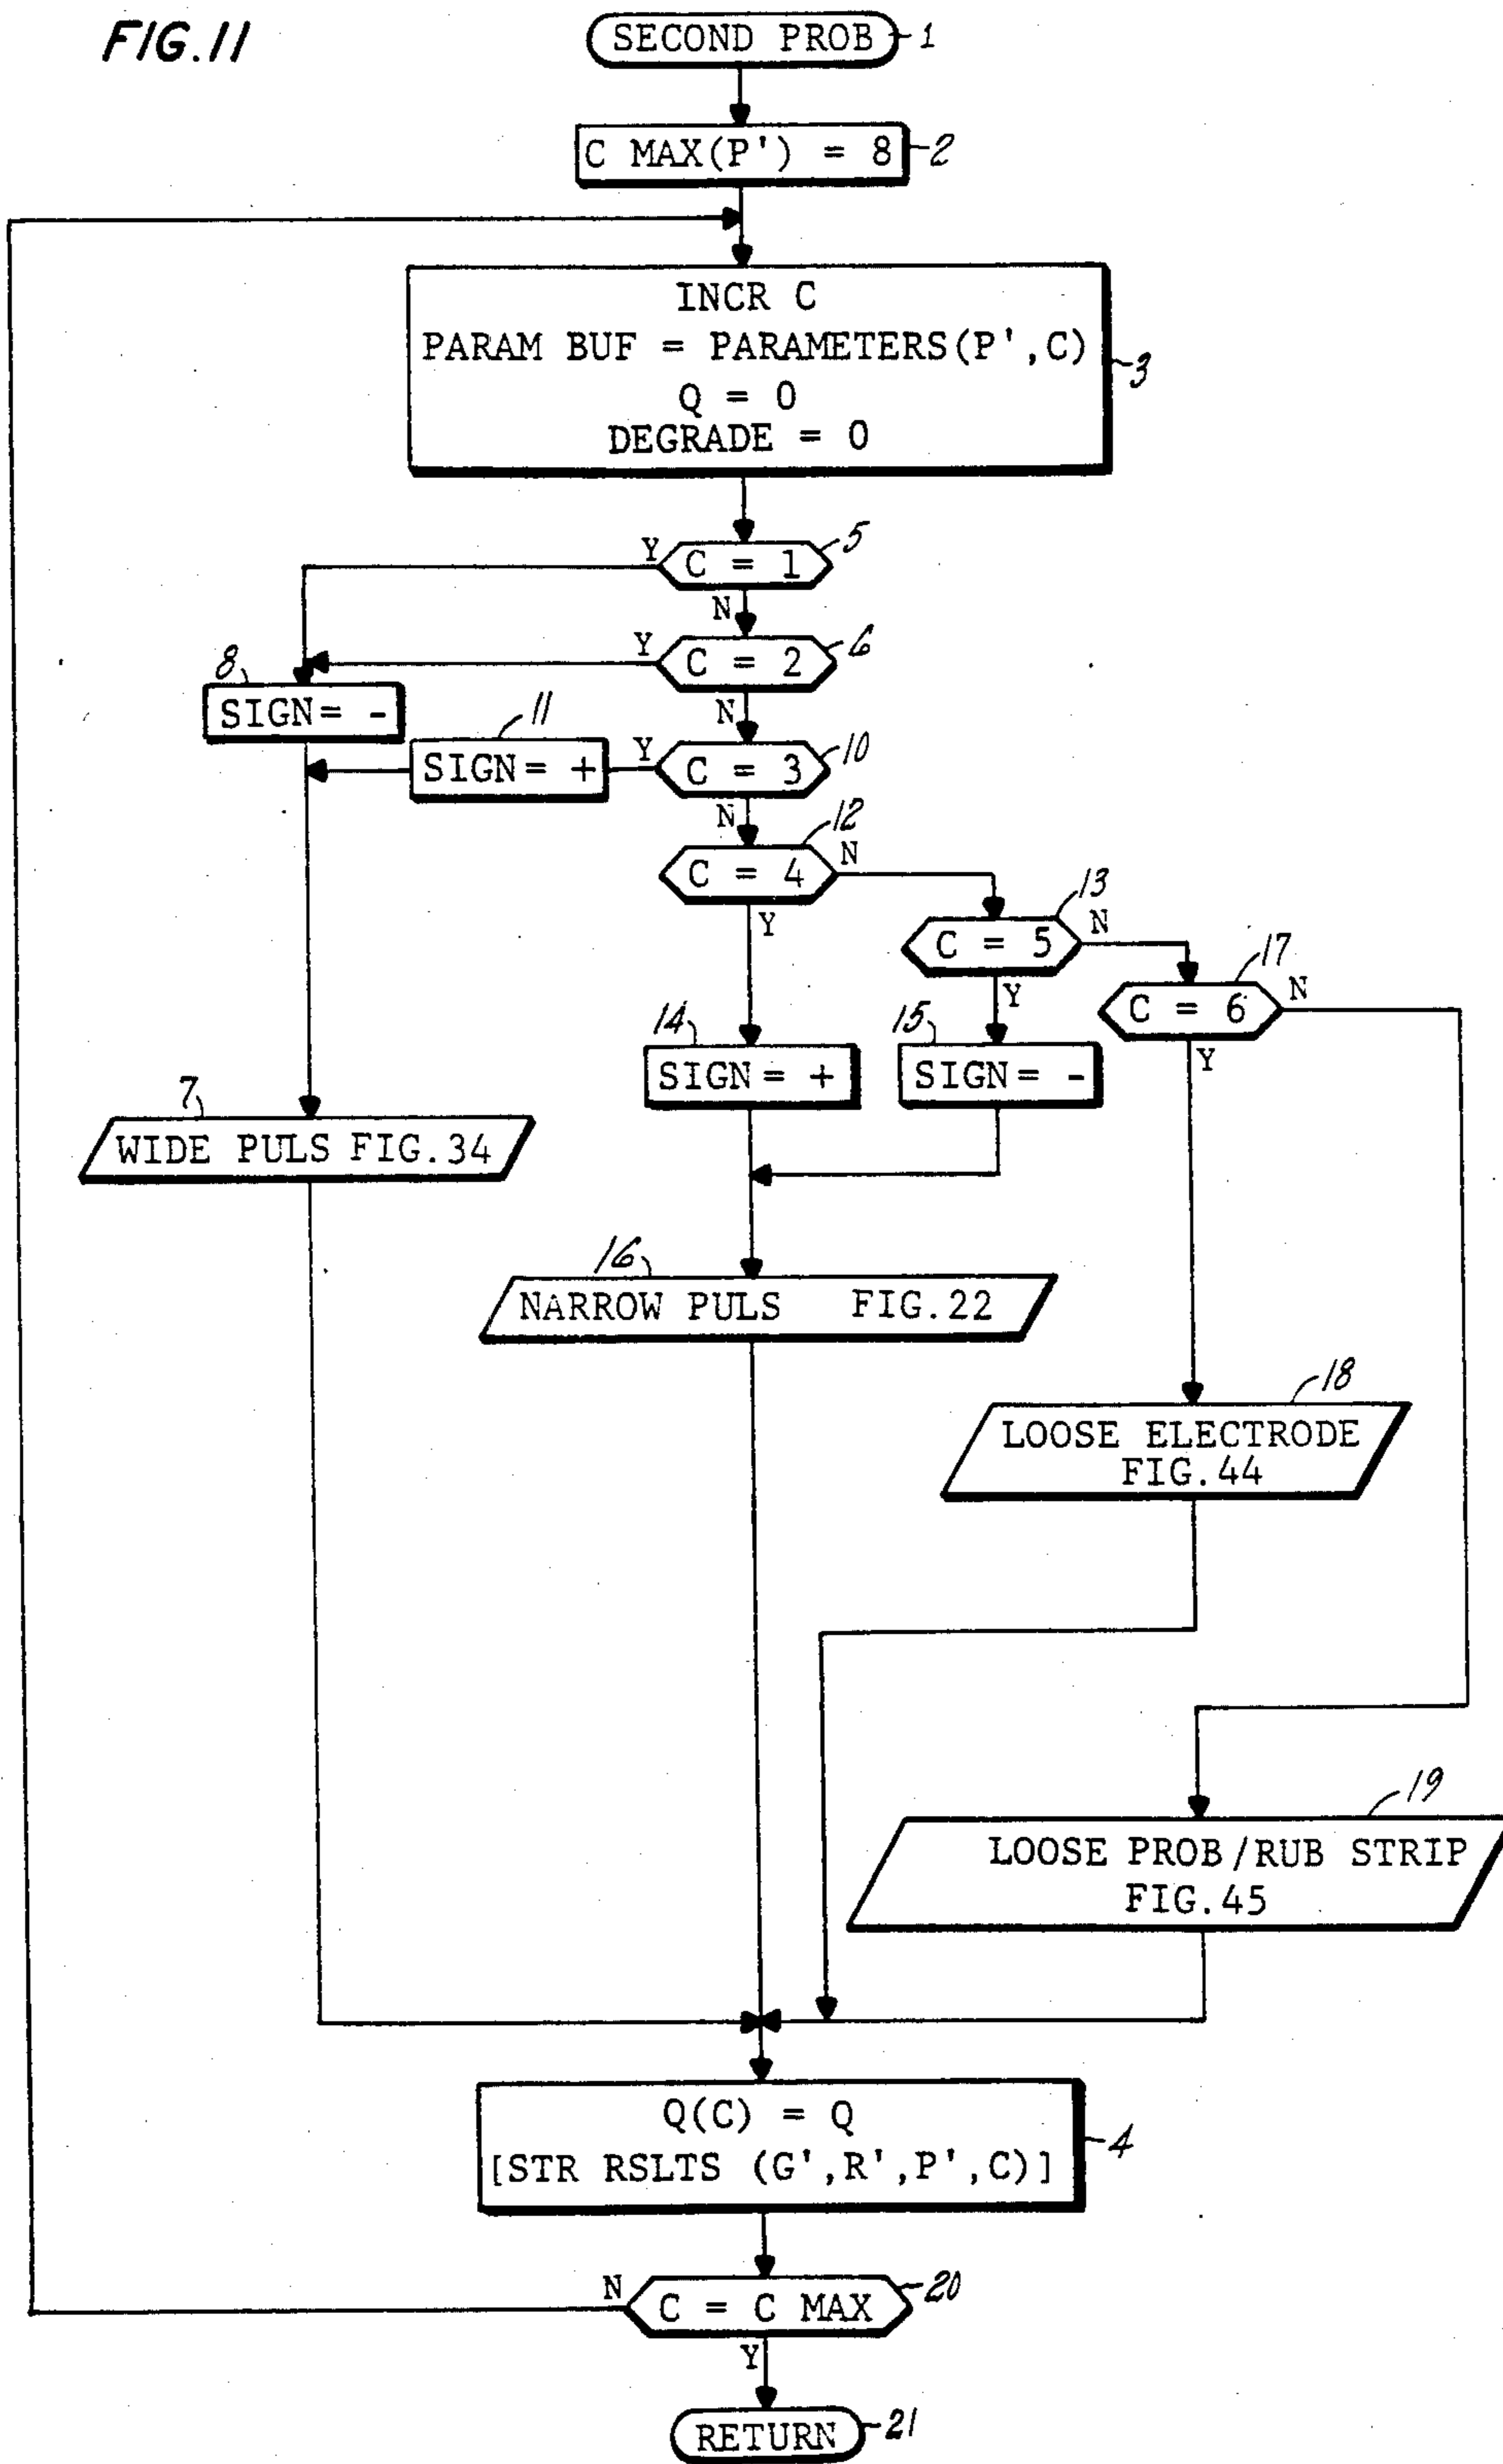 FIG. 11
SECOND PROB 1
C MAX(P') = 8 2
INCR C
PARAM BUF = PARAMETERS(P',C)
Q = 0
DEGRADE = 0
3
Y C = 1 5
N
Y C = 2 6
N
8
SIGN = -
11
SIGN = +
Y C = 3 10
N
C = 4 12
N
Y
C = 5 13
N
Y
C = 6 17
N
Y
14
SIGN = +
15
SIGN = -
7
WIDE PULS FIG.34
16
NARROW PULS FIG.22
18
LOOSE ELECTRODE
FIG.44
19
LOOSE PROB/RUB STRIP
FIG.45
Q(C) = Q
[STR RSLTS (G',R',P',C)]
4
N C = C MAX 20
Y
RETURN 21